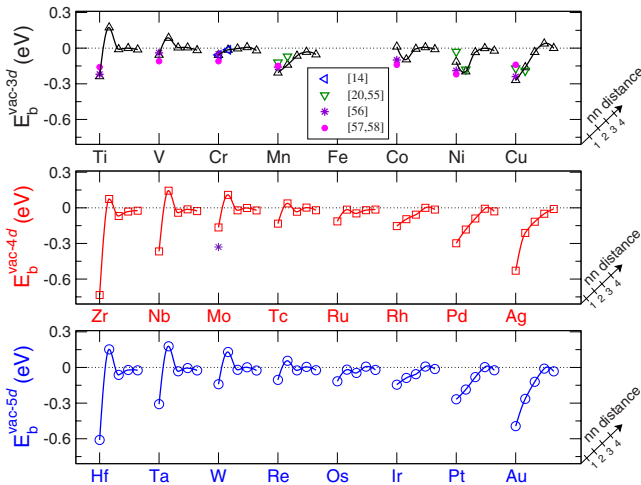 0.3
0
-0.3
-0.6
E_b^vac-3d (eV)
[14]
[20,55]
[56]
[57,58]
Ti V Cr Mn Fe Co Ni Cu
nn distance
1 2 3 4
0.3
0
-0.3
-0.6
E_b^vac-4d (eV)
Zr Nb Mo Tc Ru Rh Pd Ag
nn distance
1 2 3 4
0.3
0
-0.3
-0.6
E_b^vac-5d (eV)
Hf Ta W Re Os Ir Pt Au
nn distance
1 2 3 4